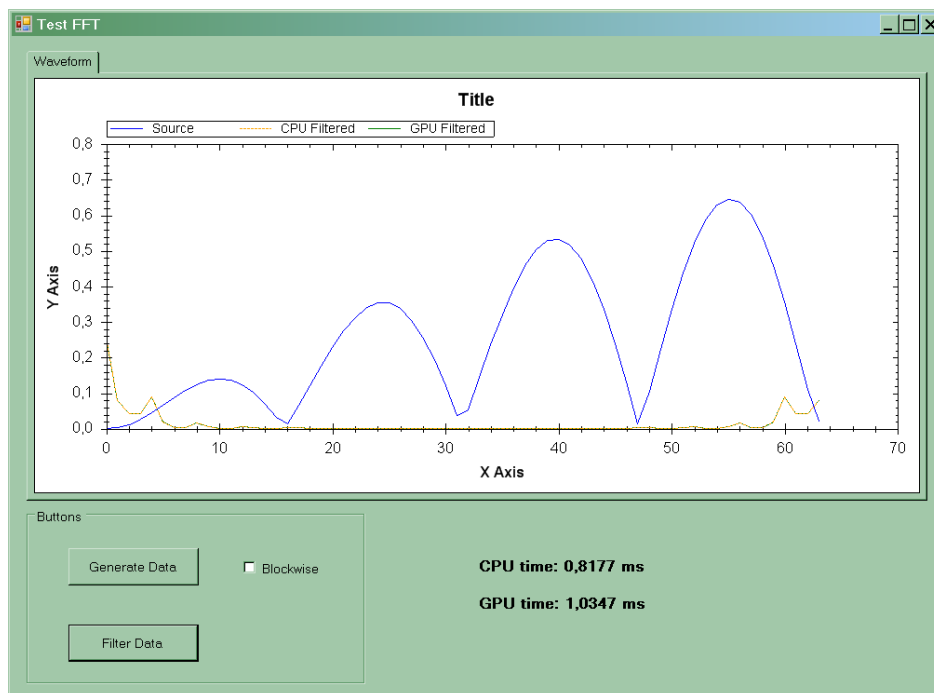 Test FFT
Waveform
Title
Source CPU Filtered GPU Filtered
0,8
0,7
0,6
0,5
0,4
0,3
0,2
0,1
0,0
Y Axis
0 10 20 30 40 50 60 70
X Axis
Buttons
Generate Data
Blockwise
Filter Data
CPU time: 0,8177 ms
GPU time: 1,0347 ms